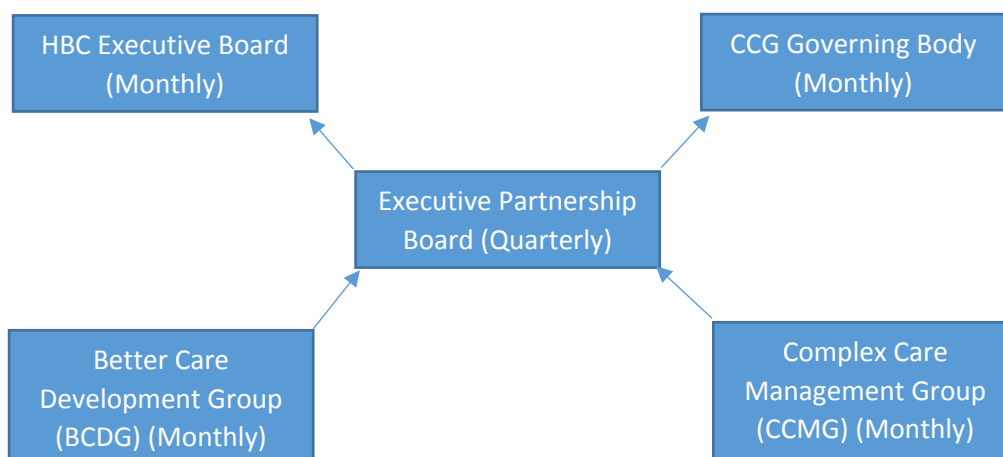 HBC Executive Board
(Monthly)
CCG Governing Body
(Monthly)
Executive Partnership
Board (Quarterly)
Better Care
Development Group
(BCDG) (Monthly)
Complex Care
Management Group
(CCMG) (Monthly)